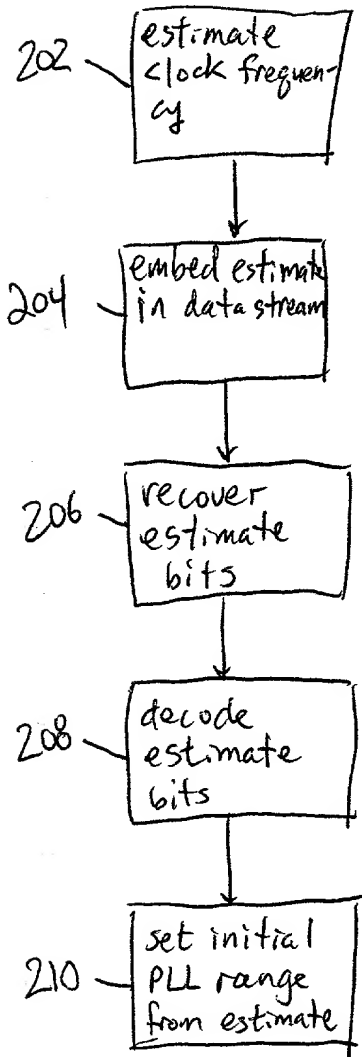 202
estimate
clock frequen-
cy
204
embed estimate
in data stream
206
recover
estimate
bits
208
decode
estimate
bits
210
set initial
PLL range
from estimate